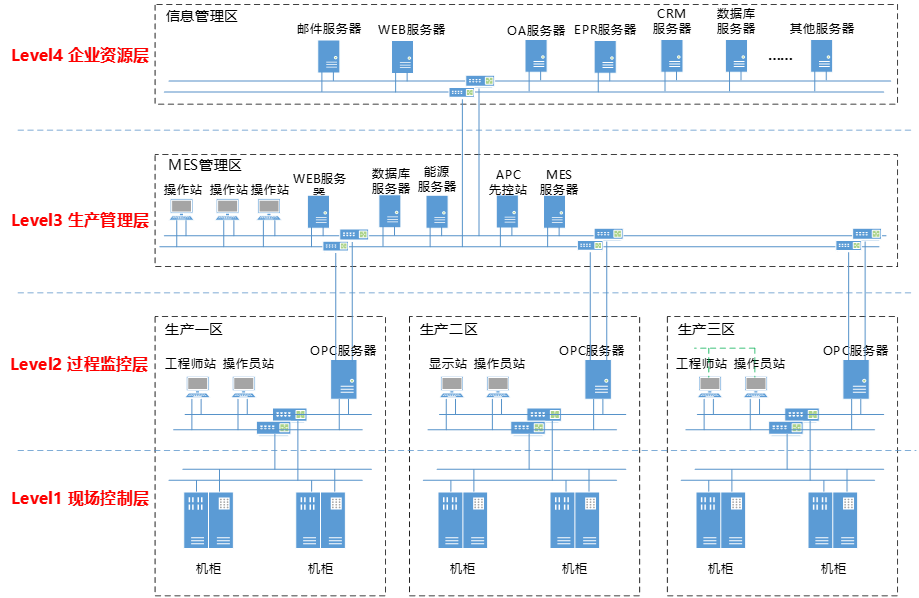 信息管理区
Level4 企业资源层
邮件服务器
WEB服务器
OA服务器
EPR服务器
CRM
服务器
数据库
服务器
······
其他服务器
MES管理区
Level3 生产管理层
操作站
操作站
操作站
WEB服务
器
数据库
服务器
能源
服务器
APC
先控站
MES
服务器
Level2 过程监控层
生产一区
工程师站
操作员站
OPC服务器
生产二区
显示站
操作员站
OPC服务器
生产三区
工程师站
操作员站
OPC服务器
Level1 现场控制层
机柜
机柜
机柜
机柜
机柜
机柜